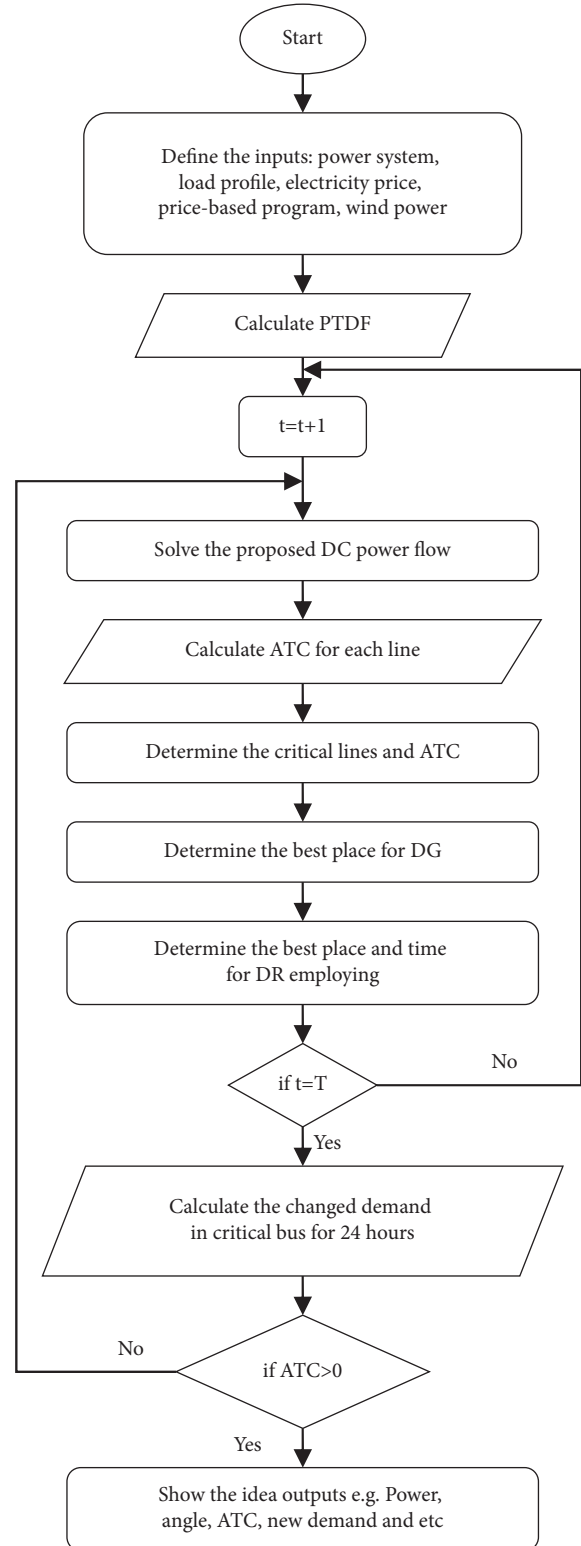 Start
Define the inputs: power system,
load profile, electricity price,
price-based program, wind power
Calculate PTDF
t=t+1
Solve the proposed DC power flow
Calculate ATC for each line
Determine the critical lines and ATC
Determine the best place for DG
Determine the best place and time
for DR employing
if t=T
No
Yes
Calculate the changed demand
in critical bus for 24 hours
No
if ATC>0
Yes
Show the idea outputs e.g. Power,
angle, ATC, new demand and etc